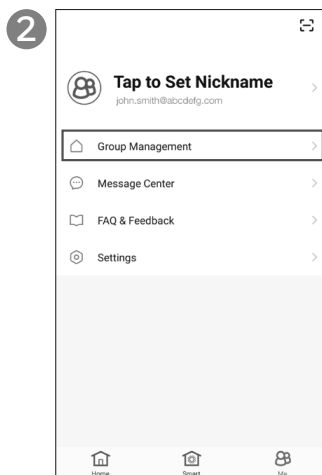 2
Tap to Set Nickname
john.smith@abcdefg.com
Group Management
Message Center
FAQ & Feedback
Settings
Home Smart Me